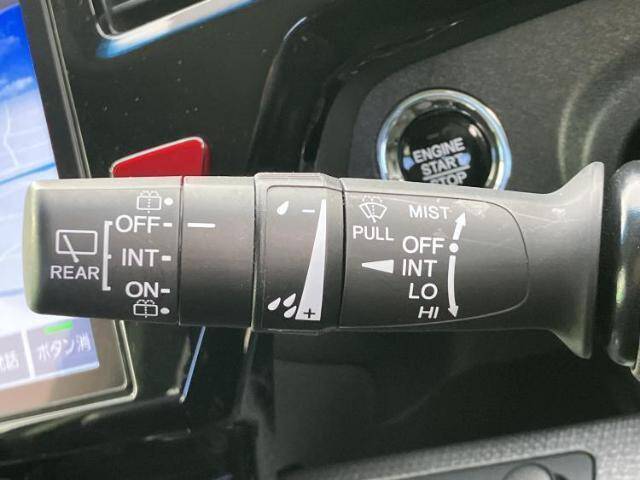 ENGINE
START
STOP
OFF
INT
ON
REAR
−
+
PULL
MIST
OFF
INT
LO
HI
ボタン消